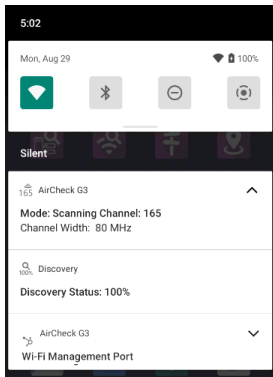 5:02
Mon, Aug 29
100%
Silent
165 AirCheck G3
Mode: Scanning Channel: 165
Channel Width: 80 MHz
100% Discovery
Discovery Status: 100%
AirCheck G3
Wi-Fi Management Port